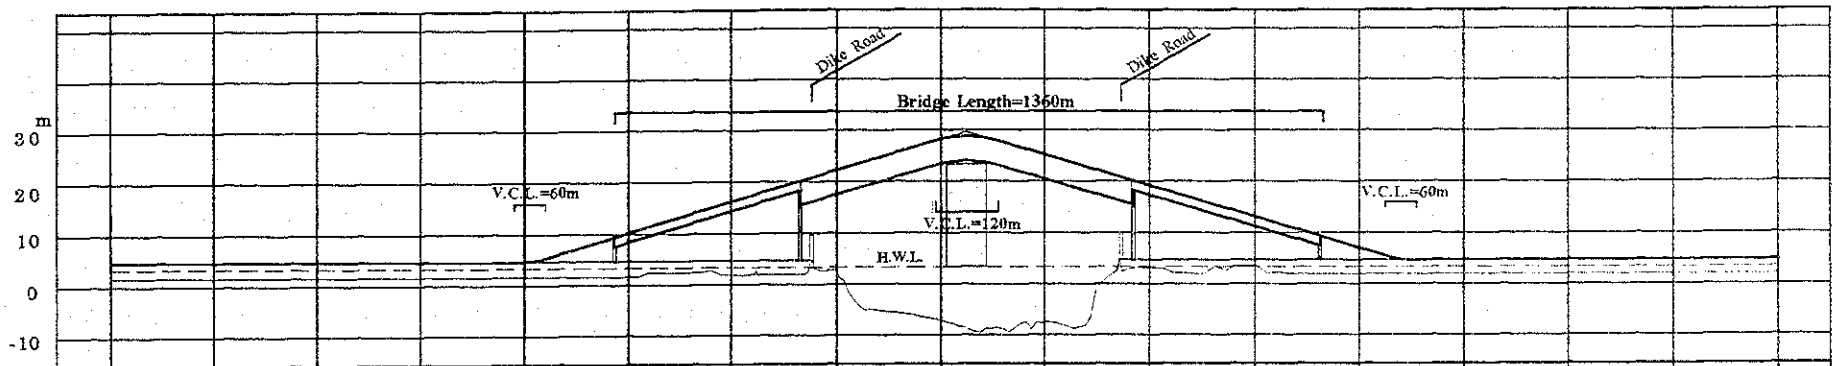 Dike Road
Dike Road
Bridge Length=1360m
m
30
20
10
0
-10
V.C.L.=60m
V.C.L.=60m
V.C.L.=120m
H.W.L.